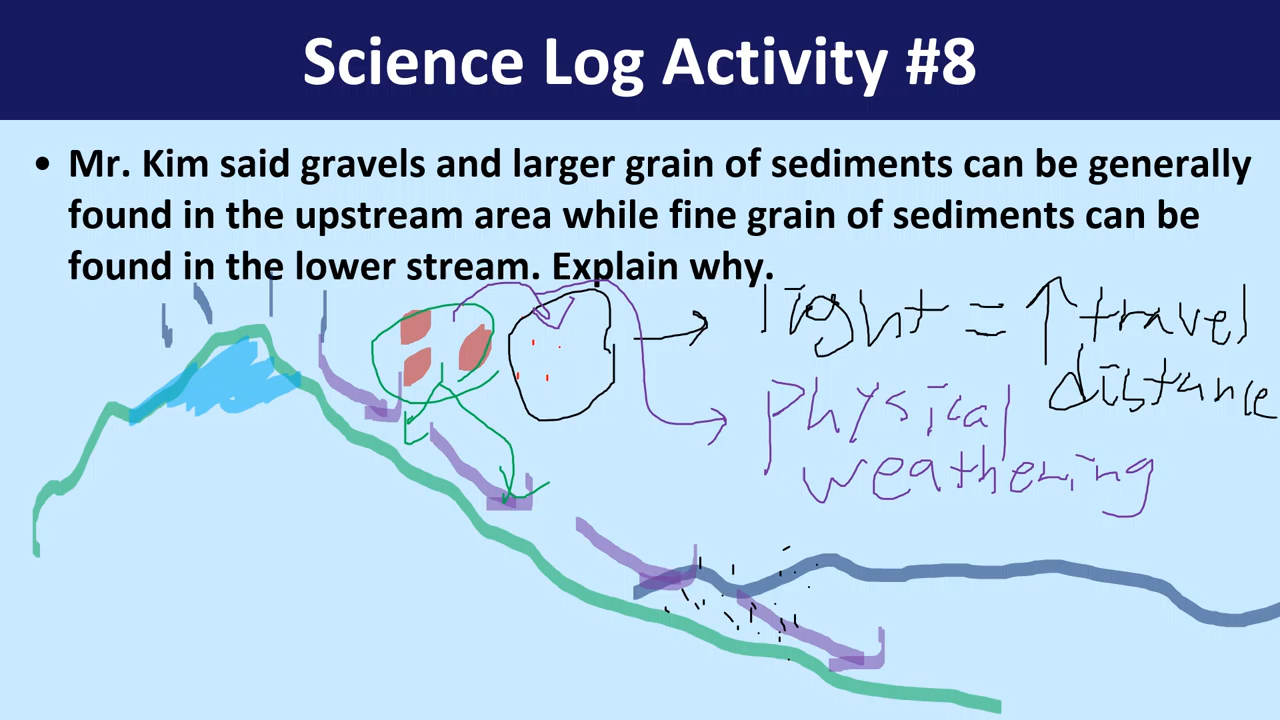 Science Log Activity #8
• Mr. Kim said gravels and larger grain of sediments can be generally
found in the upstream area while fine grain of sediments can be
found in the lower stream. Explain why.
light = ↑ travel
distance
Physical
weathering